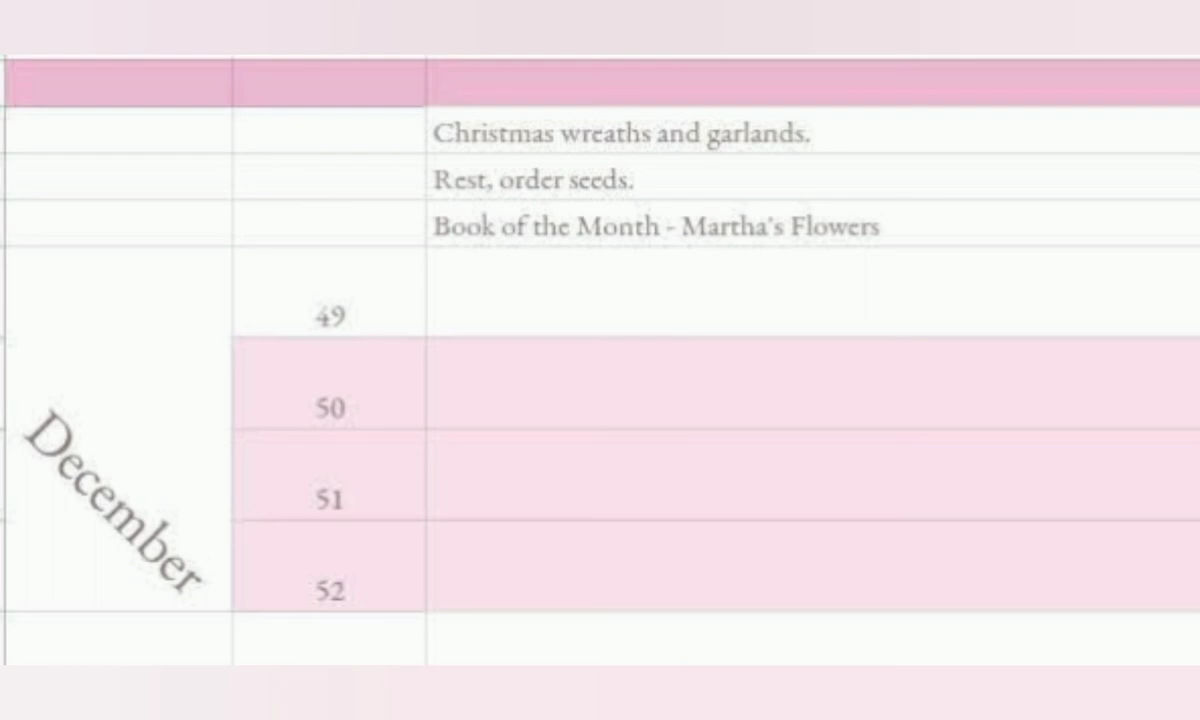 Christmas wreaths and garlands.
Rest, order seeds.
Book of the Month - Martha's Flowers
49
50
51
52
December